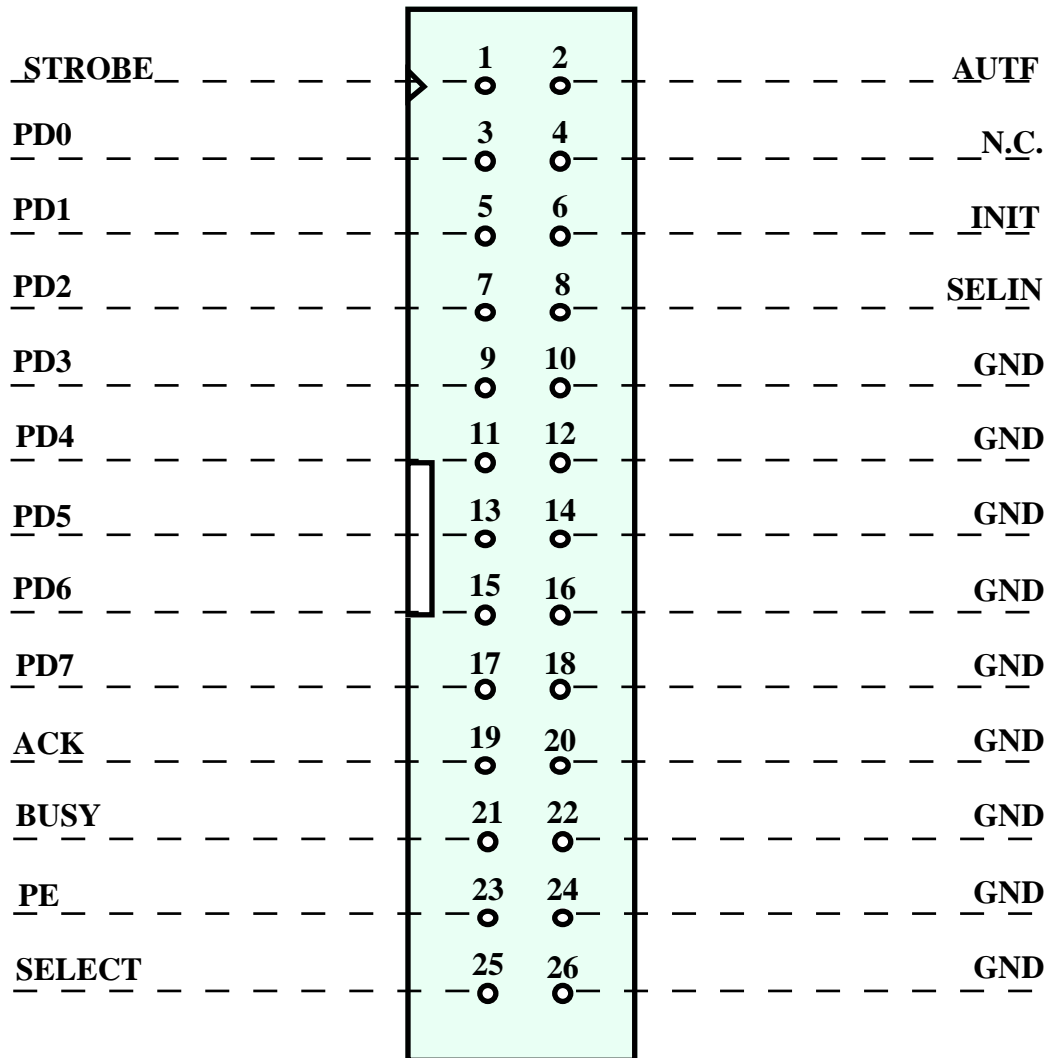 STROBE 1 2 AUTF
PD0 3 4 N.C.
PD1 5 6 INIT
PD2 7 8 SELIN
PD3 9 10 GND
PD4 11 12 GND
PD5 13 14 GND
PD6 15 16 GND
PD7 17 18 GND
ACK 19 20 GND
BUSY 21 22 GND
PE 23 24 GND
SELECT 25 26 GND